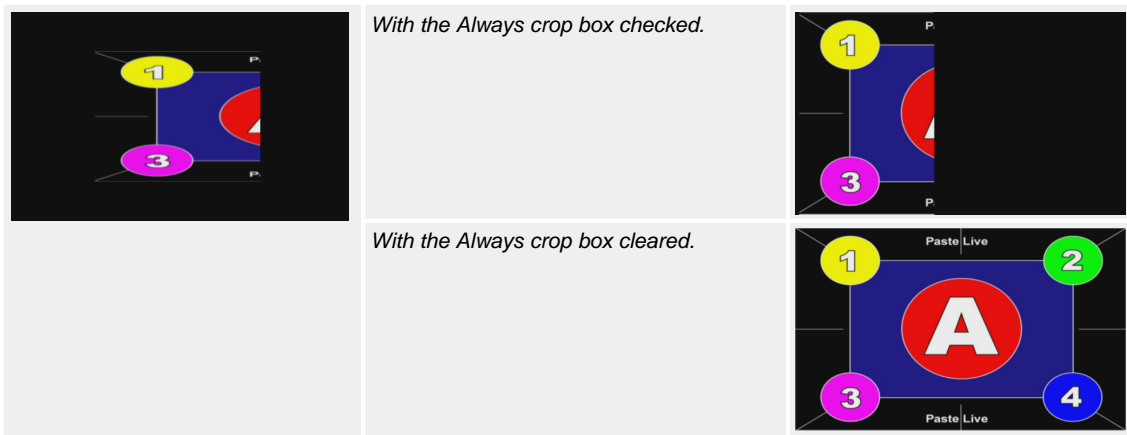 1
P
3
P
With the Always crop box checked.
1
P
3
P
With the Always crop box cleared.
Paste Live
1
2
A
3
4
Paste Live